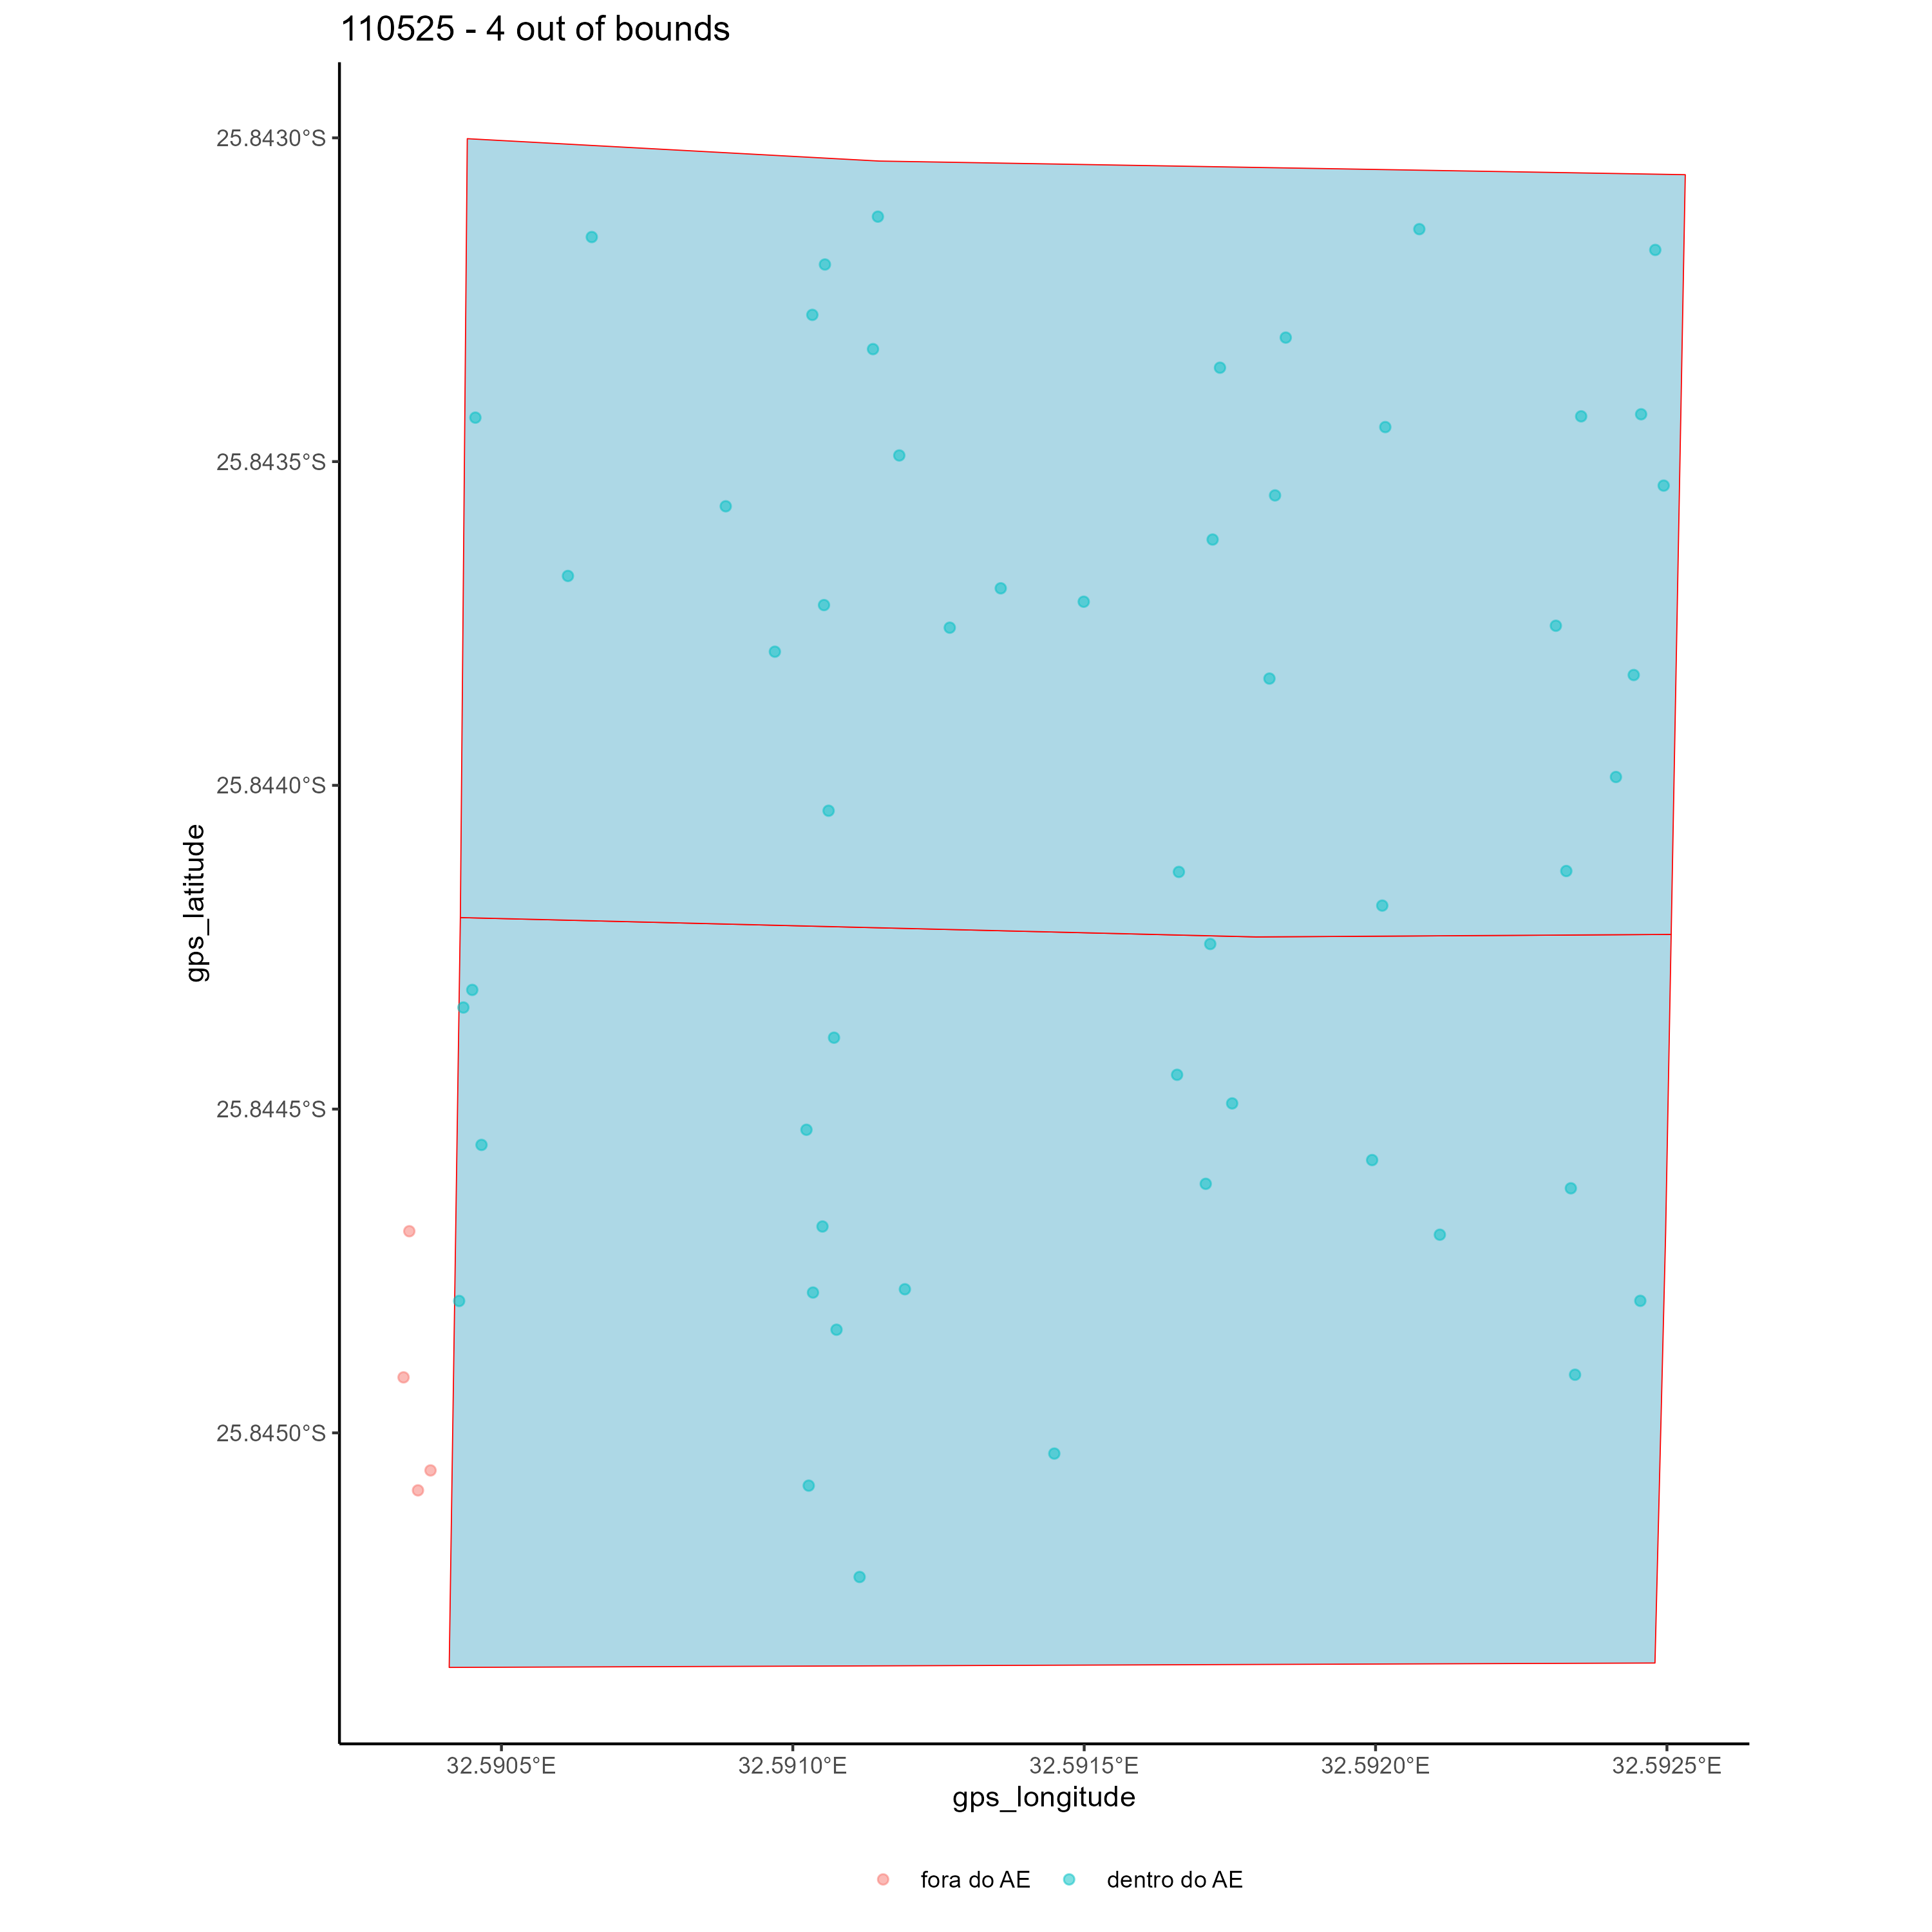 110525 - 4 out of bounds
25.8430°S
25.8435°S
25.8440°S
25.8445°S
25.8450°S
gps_latitude
32.5905°E 32.5910°E 32.5915°E 32.5920°E 32.5925°E
gps_longitude
fora do AE dentro do AE